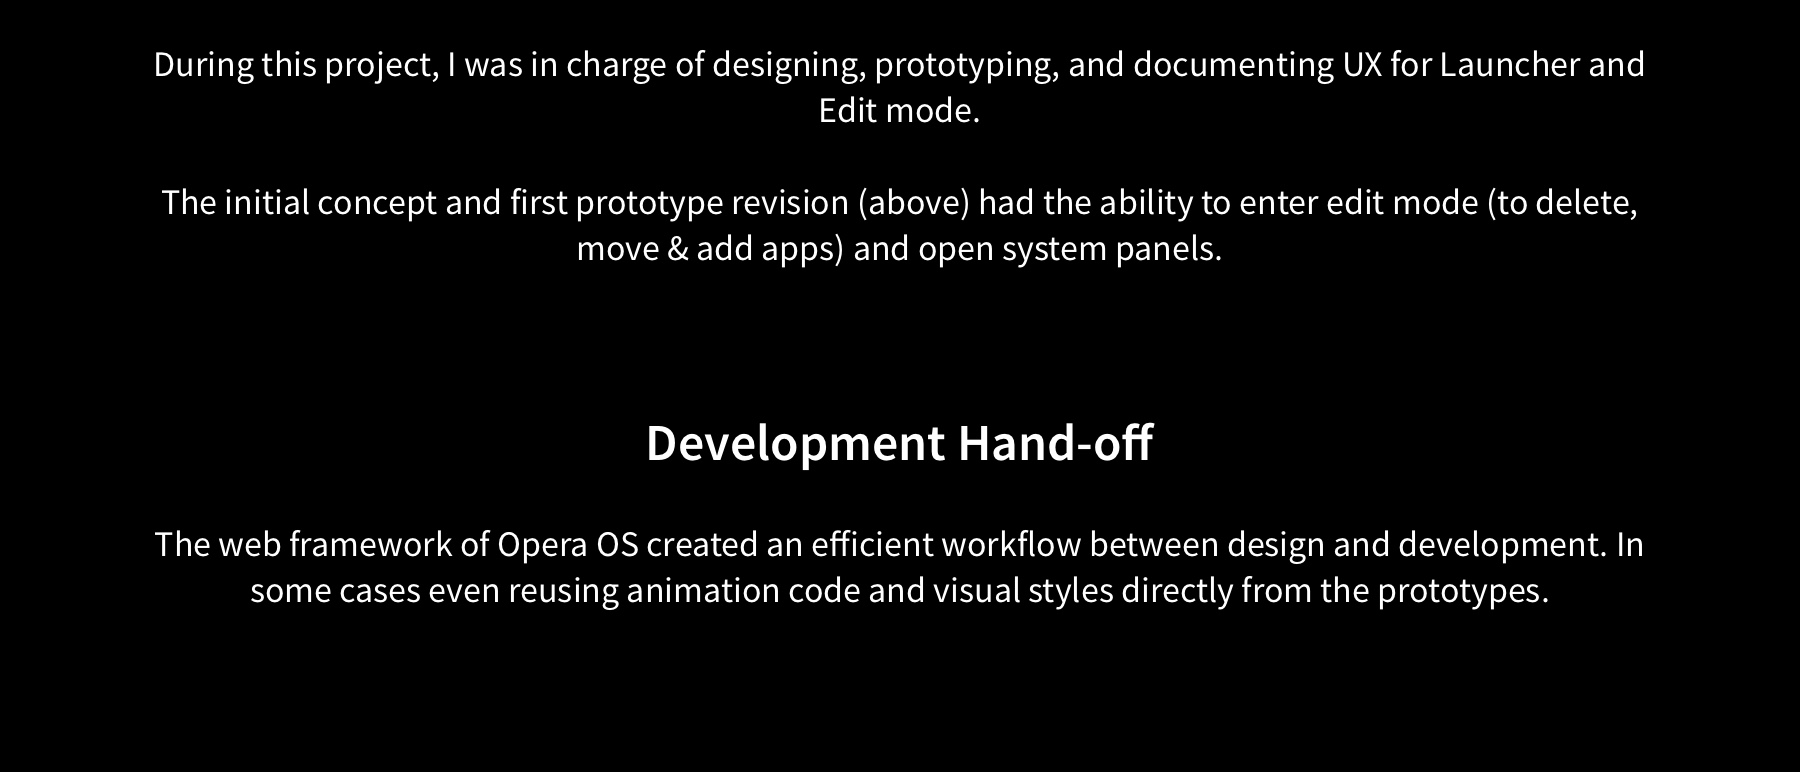 During this project, I was in charge of designing, prototyping, and documenting UX for Launcher and
Edit mode.
The initial concept and first prototype revision (above) had the ability to enter edit mode (to delete,
move & add apps) and open system panels.
Development Hand-off
The web framework of Opera OS created an efficient workflow between design and development. In
some cases even reusing animation code and visual styles directly from the prototypes.